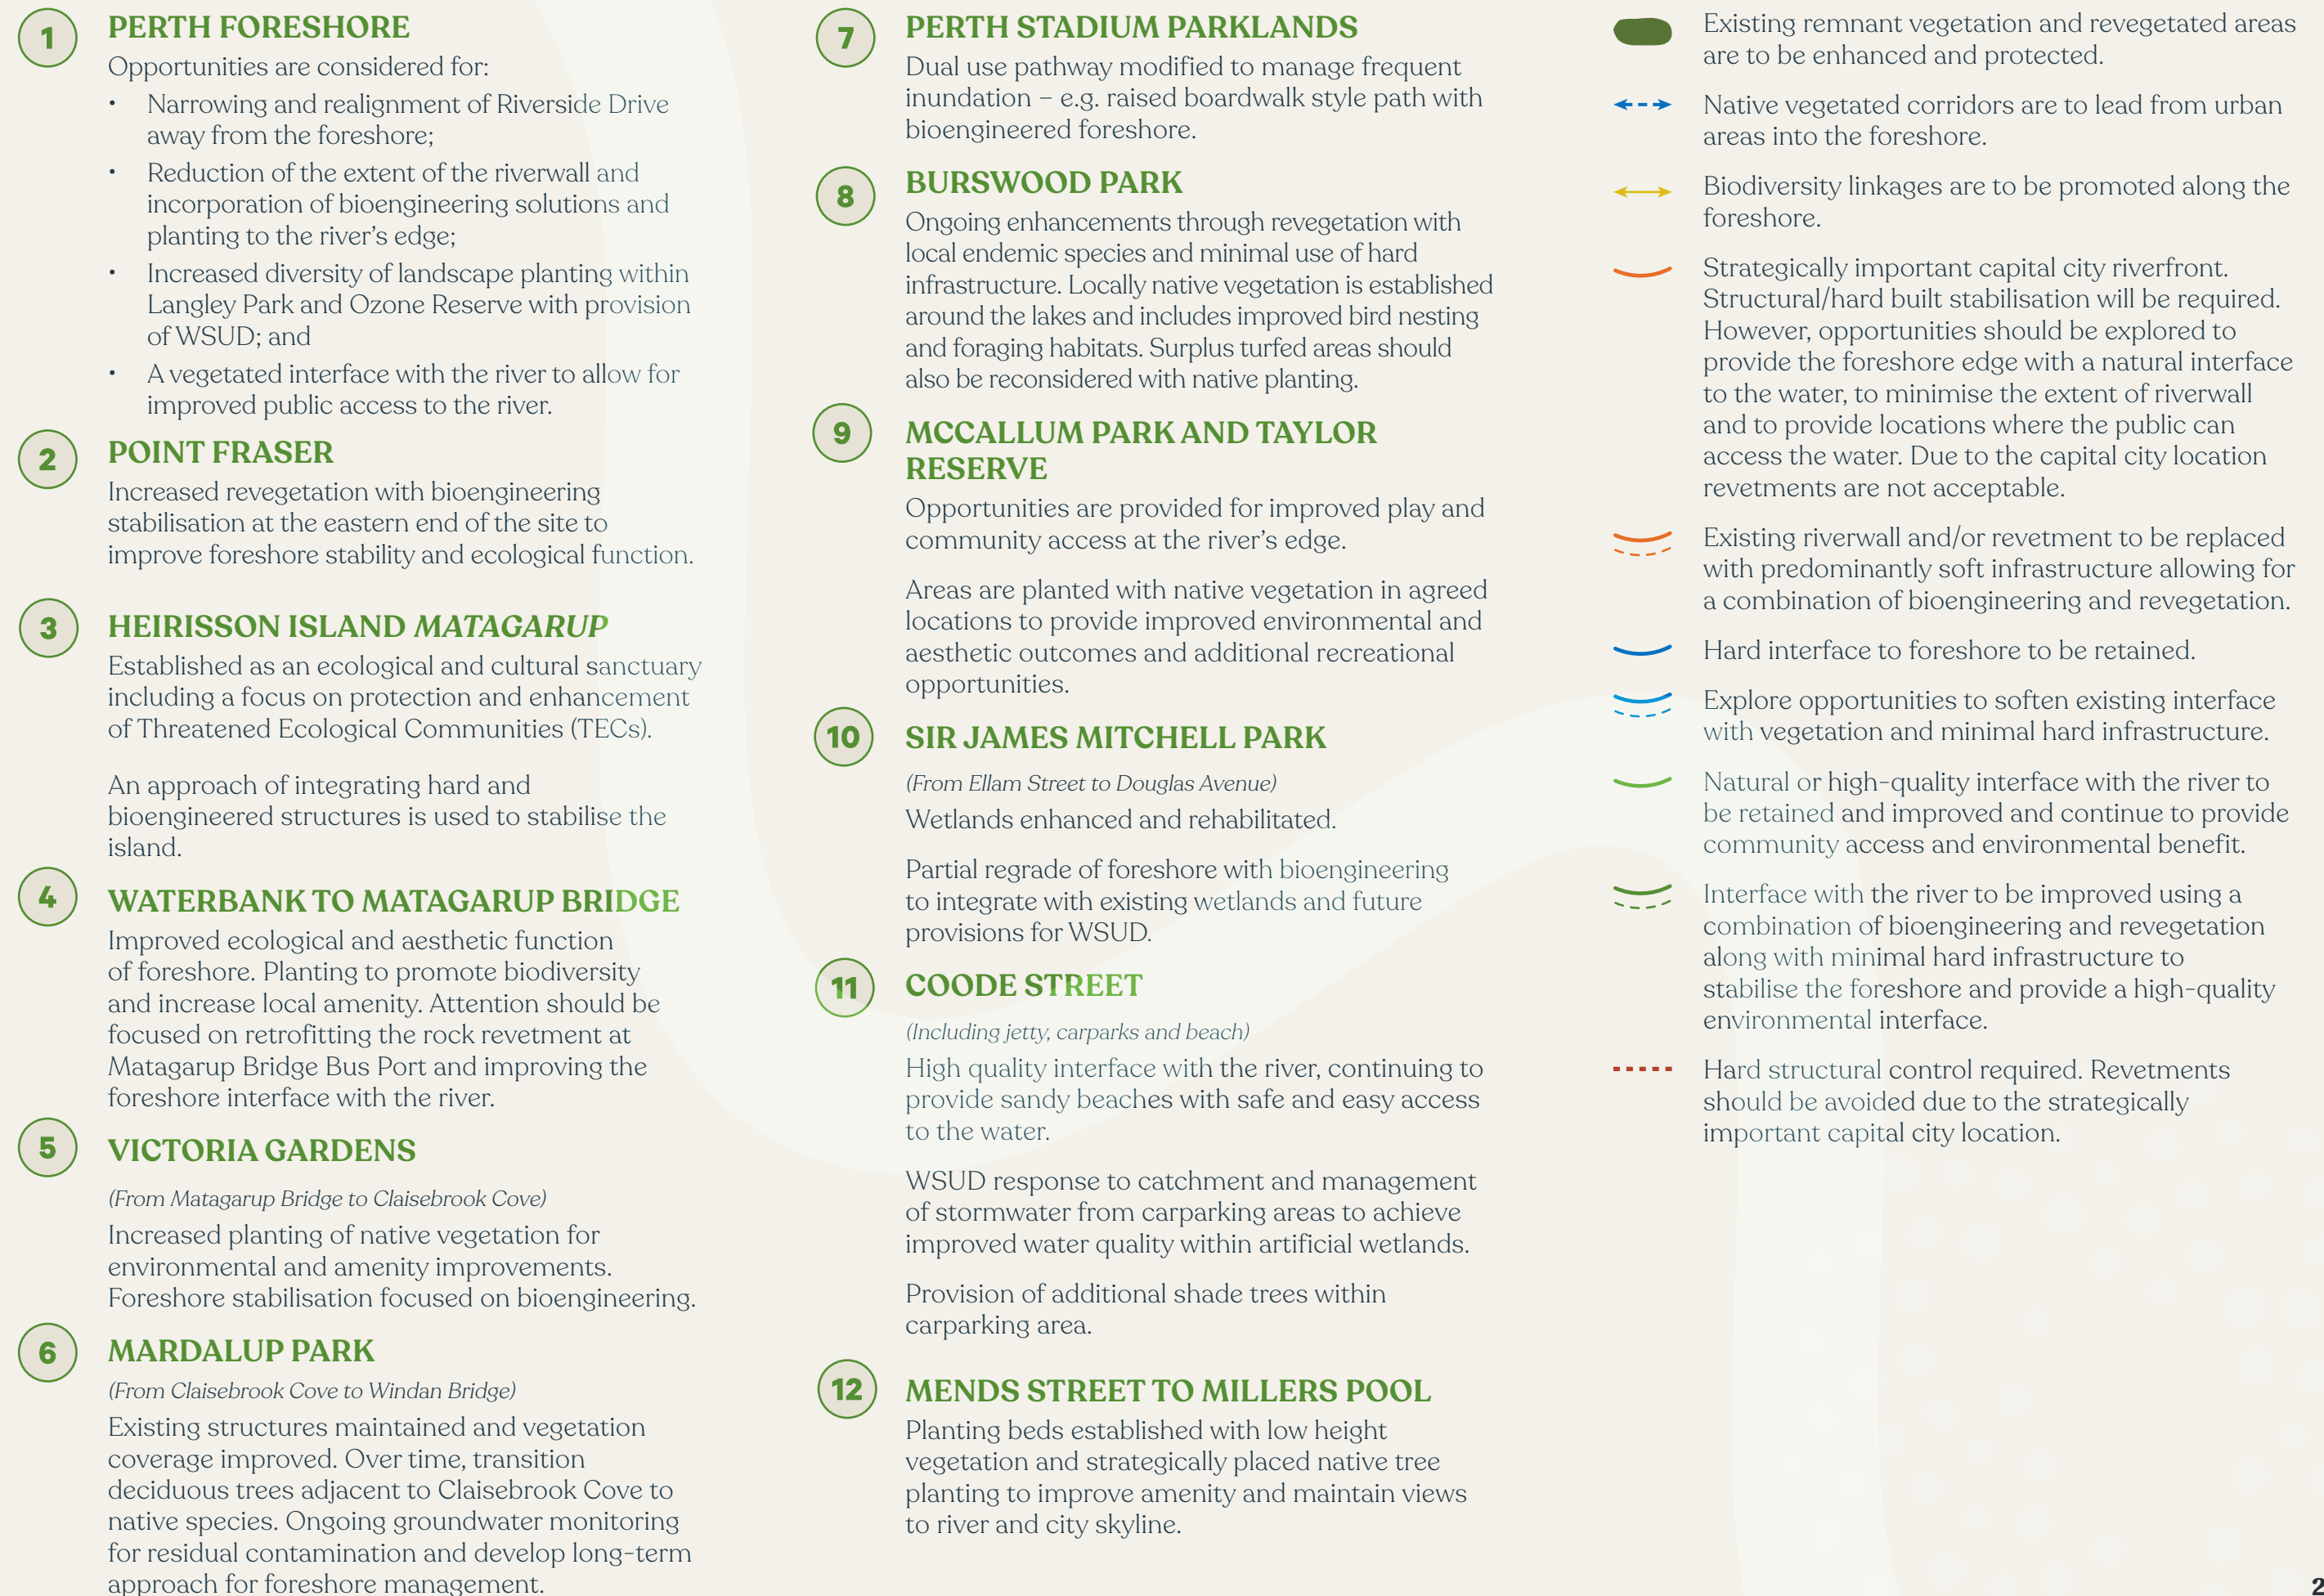 1
PERTH FORESHORE
Opportunities are considered for:
• Narrowing and realignment of Riverside Drive
away from the foreshore;
• Reduction of the extent of the riverwall and
incorporation of bioengineering solutions and
planting to the river’s edge;
• Increased diversity of landscape planting within
Langley Park and Ozone Reserve with provision
of WSUD; and
• A vegetated interface with the river to allow for
improved public access to the river.
2
POINT FRASER
Increased revegetation with bioengineering
stabilisation at the eastern end of the site to
improve foreshore stability and ecological function.
3
HEIRISSON ISLAND MATAGARUP
Established as an ecological and cultural sanctuary
including a focus on protection and enhancement
of Threatened Ecological Communities (TECs).
An approach of integrating hard and
bioengineered structures is used to stabilise the
island.
4
WATERBANK TO MATAGARUP BRIDGE
Improved ecological and aesthetic function
of foreshore. Planting to promote biodiversity
and increase local amenity. Attention should be
focused on retrofitting the rock revetment at
Matagarup Bridge Bus Port and improving the
foreshore interface with the river.
5
VICTORIA GARDENS
(From Matagarup Bridge to Claisebrook Cove)
Increased planting of native vegetation for
environmental and amenity improvements.
Foreshore stabilisation focused on bioengineering.
6
MARDALUP PARK
(From Claisebrook Cove to Windan Bridge)
Existing structures maintained and vegetation
coverage improved. Over time, transition
deciduous trees adjacent to Claisebrook Cove to
native species. Ongoing groundwater monitoring
for residual contamination and develop long-term
approach for foreshore management.
7
PERTH STADIUM PARKLANDS
Dual use pathway modified to manage frequent
inundation – e.g. raised boardwalk style path with
bioengineered foreshore.
8
BURSWOOD PARK
Ongoing enhancements through revegetation with
local endemic species and minimal use of hard
infrastructure. Locally native vegetation is established
around the lakes and includes improved bird nesting
and foraging habitats. Surplus turfed areas should
also be reconsidered with native planting.
9
MCCALLUM PARK AND TAYLOR
RESERVE
Opportunities are provided for improved play and
community access at the river’s edge.
Areas are planted with native vegetation in agreed
locations to provide improved environmental and
aesthetic outcomes and additional recreational
opportunities.
10
SIR JAMES MITCHELL PARK
(From Ellam Street to Douglas Avenue)
Wetlands enhanced and rehabilitated.
Partial regrade of foreshore with bioengineering
to integrate with existing wetlands and future
provisions for WSUD.
11
COODE STREET
(Including jetty, carparks and beach)
High quality interface with the river, continuing to
provide sandy beaches with safe and easy access
to the water.
WSUD response to catchment and management
of stormwater from carparking areas to achieve
improved water quality within artificial wetlands.
Provision of additional shade trees within
carparking area.
12
MENDS STREET TO MILLERS POOL
Planting beds established with low height
vegetation and strategically placed native tree
planting to improve amenity and maintain views
to river and city skyline.
Existing remnant vegetation and revegetated areas
are to be enhanced and protected.
Native vegetated corridors are to lead from urban
areas into the foreshore.
Biodiversity linkages are to be promoted along the
foreshore.
Strategically important capital city riverfront.
Structural/hard built stabilisation will be required.
However, opportunities should be explored to
provide the foreshore edge with a natural interface
to the water, to minimise the extent of riverwall
and to provide locations where the public can
access the water. Due to the capital city location
revetments are not acceptable.
Existing riverwall and/or revetment to be replaced
with predominantly soft infrastructure allowing for
a combination of bioengineering and revegetation.
Hard interface to foreshore to be retained.
Explore opportunities to soften existing interface
with vegetation and minimal hard infrastructure.
Natural or high-quality interface with the river to
be retained and improved and continue to provide
community access and environmental benefit.
Interface with the river to be improved using a
combination of bioengineering and revegetation
along with minimal hard infrastructure to
stabilise the foreshore and provide a high-quality
environmental interface.
Hard structural control required. Revetments
should be avoided due to the strategically
important capital city location.